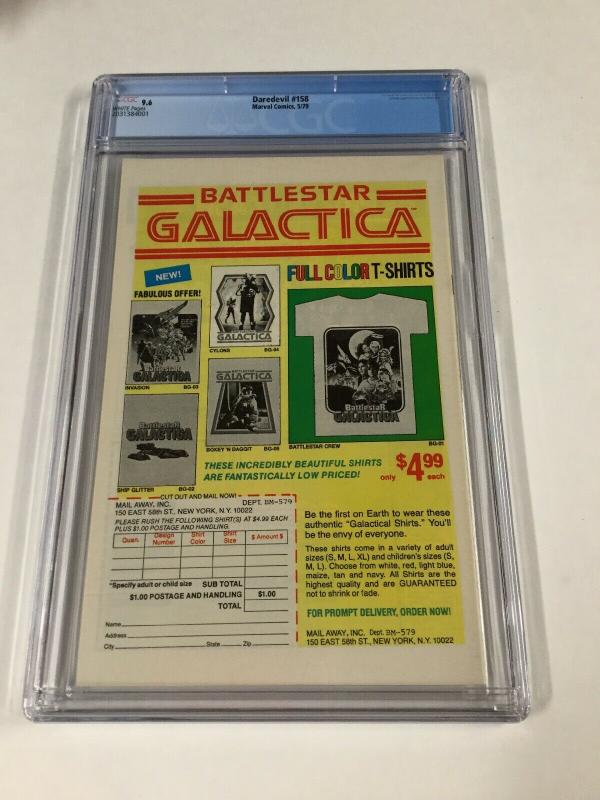 CGC 9.6
WHITE Pages
2031384001
Daredevil #158
Marvel Comics, 5/79
CGC
BATTLESTAR
GALACTICA™
NEW!
FULL COLOR T-SHIRTS
FABULOUS OFFER!
GALACTICA
CYLONS BG-04
BATTLESTAR
GALACTICA
INVASION BG-03
BATTLESTAR
GALACTICA
BOXEY 'N DAGGIT BG-05
BATTLESTAR
GALACTICA
BATTLESTAR CREW BG-01
BATTLESTAR
GALACTICA
SHIP GLITTER BG-02
THESE INCREDIBLY BEAUTIFUL SHIRTS
ARE FANTASTICALLY LOW PRICED!
only $4.99 each
CUT OUT AND MAIL NOW!
MAIL AWAY, INC. DEPT. BM-579
150 EAST 58th ST., NEW YORK, N.Y. 10022
PLEASE RUSH THE FOLLOWING SHIRT(S) AT $4.99 EACH
PLUS $1.00 POSTAGE AND HANDLING.
Quan. Design Number Shirt Color Shirt Size $ Amount $
*Specify adult or child size SUB TOTAL
$1.00 POSTAGE AND HANDLING $1.00
TOTAL
Name
Address
City State Zip
Be the first on Earth to wear these
authentic "Galactical Shirts." You'll
be the envy of everyone.
These shirts come in a variety of adult
sizes (S, M, L, XL) and children's sizes (S,
M, L). Choose from white, red, light blue,
maize, tan and navy. All Shirts are the
highest quality and are GUARANTEED
not to shrink or fade.
FOR PROMPT DELIVERY, ORDER NOW!
MAIL AWAY, INC. Dept. BM-579
150 EAST 58th ST., NEW YORK, N.Y. 10022